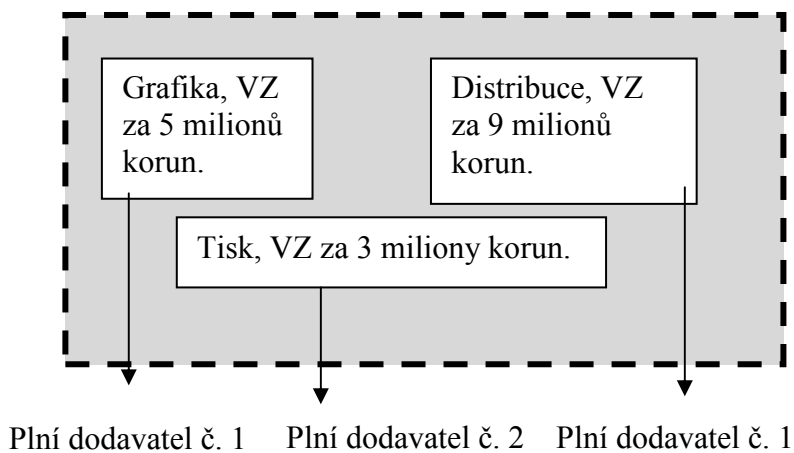 Grafika, VZ
za 5 milionů
korun.
Distribuce, VZ
za 9 milionů
korun.
Tisk, VZ za 3 miliony korun.
Plní dodavatel č. 1
Plní dodavatel č. 2
Plní dodavatel č. 1